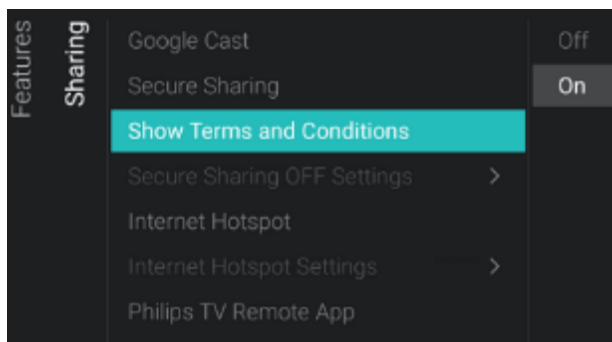 Features
Sharing
Google Cast
Secure Sharing
Show Terms and Conditions
Secure Sharing OFF Settings >
Internet Hotspot
Internet Hotspot Settings >
Philips TV Remote App
Off
On